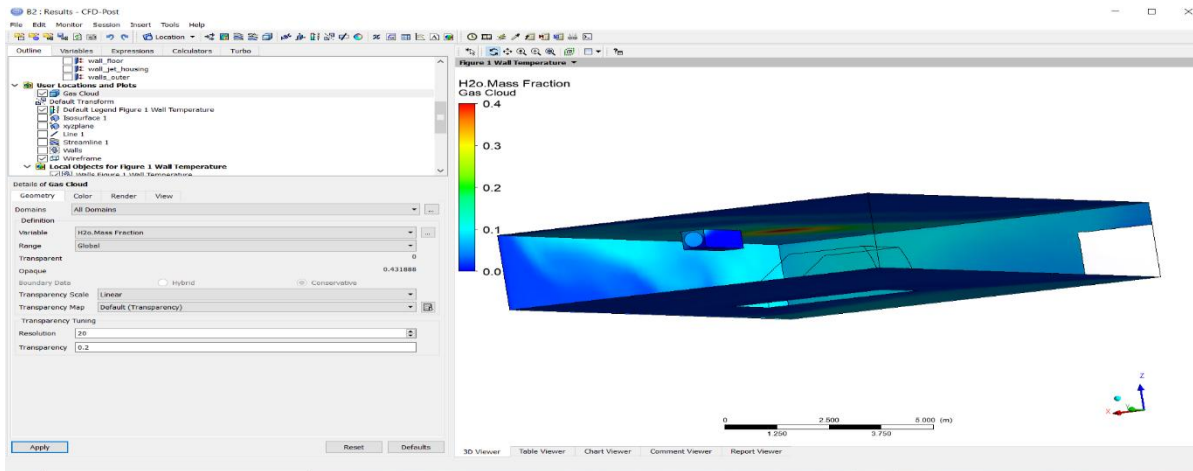 B2 : Results - CFD-Post
File Edit Monitor Session Insert Tools Help
Location
Outline Variables Expressions Calculators Turbo
wall_floor
wall_jet_housing
walls_outer
User Locations and Plots
Gas Cloud
Default Transform
Default Legend Figure 1 Wall Temperature
Isosurface 1
xyzplane
Line 1
Streamline 1
Walls
Wireframe
Local Objects for Figure 1 Wall Temperature
Walls Figure 1 Wall Temperature
Details of Gas Cloud
Geometry Color Render View
Domains All Domains ...
Definition
Variable H2o.Mass Fraction ...
Range Global
Transparent 0
Opaque 0.431888
Boundary Data Hybrid Conservative
Transparency Scale Linear
Transparency Map Default (Transparency)
Transparency Tuning
Resolution 20
Transparency 0.2
Apply Reset Defaults
Figure 1 Wall Temperature
H2o.Mass Fraction
Gas Cloud
0.4
0.3
0.2
0.1
0.0
0 2.500 5.000 (m)
1.250 3.750
Z
X Y
3D Viewer Table Viewer Chart Viewer Comment Viewer Report Viewer